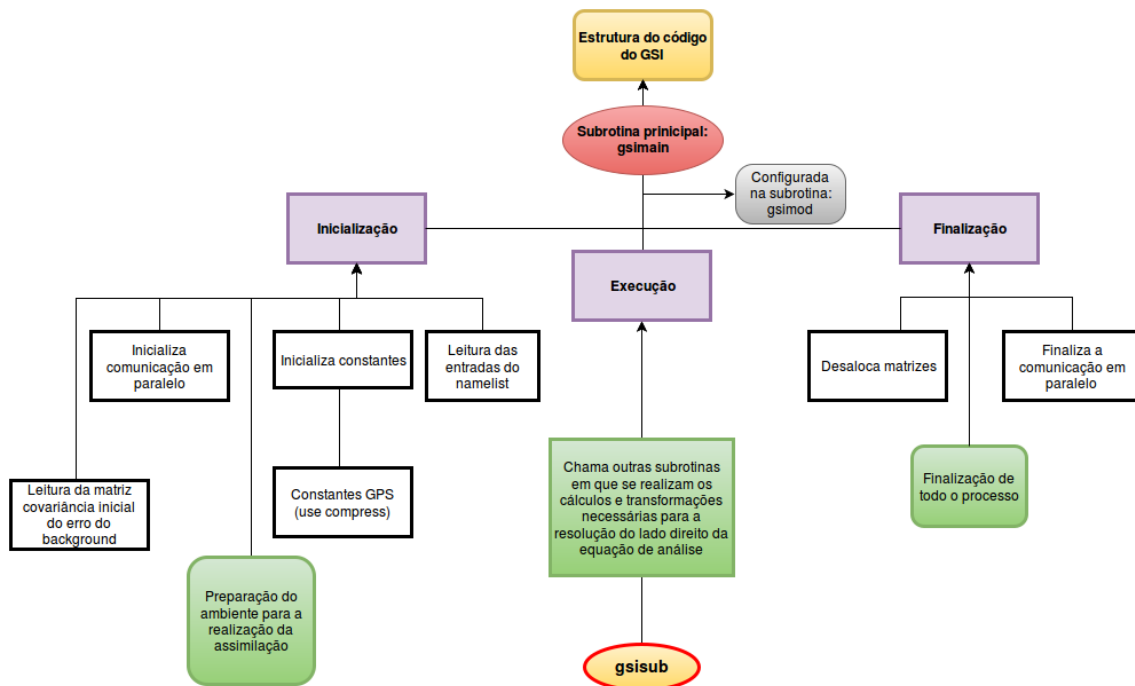 Estrutura do código
do GSI
Subrotina prinicipal:
gsimain
Configurada
na subrotina:
gsimod
Inicialização
Finalização
Execução
Inicializa
comunicação em
paralelo
Inicializa constantes
Leitura das
entradas do
namelist
Desaloca matrizes
Finaliza a
comunicação em
paralelo
Leitura da matriz
covariância inicial
do erro do
background
Constantes GPS
(use compress)
Chama outras subrotinas
em que se realizam os
cálculos e transformações
necessárias para a
resolução do lado direito da
equação de análise
Finalização de
todo o processo
Preparação do
ambiente para a
realização da
assimilação
gsisub